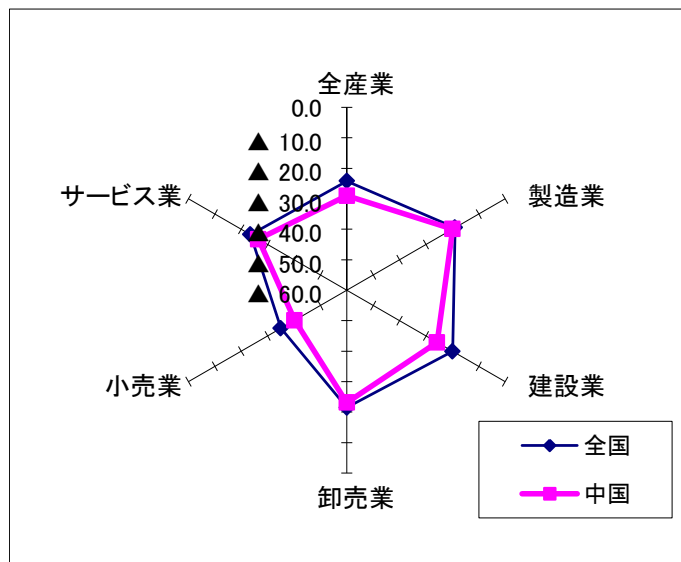 全産業
0.0
▲ 10.0
▲ 20.0
サービス業
製造業
▲ 30.0
▲ 40.0
▲ 50.0
▲ 60.0
小売業
建設業
卸売業
全国
中国